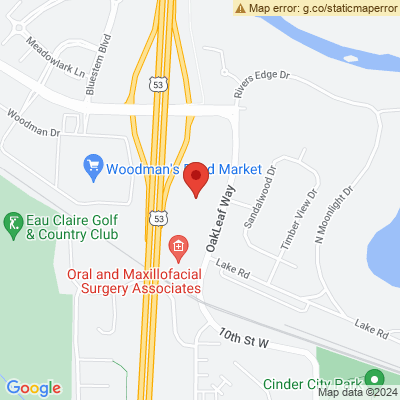 Map error: g.co/staticmaperror
Meadowlark Ln
Bluestem Blvd
Rivers Edge Dr
53
Woodman Dr
Woodman's Food Market
Sandalwood Dr
Timber View Dr
N Moonlight Dr
OakLeaf Way
Eau Claire Golf
& Country Club
53
Oral and Maxillofacial
Surgery Associates
Lake Rd
Lake Rd
10th St W
Cinder City Park
Google
Map data ©2024